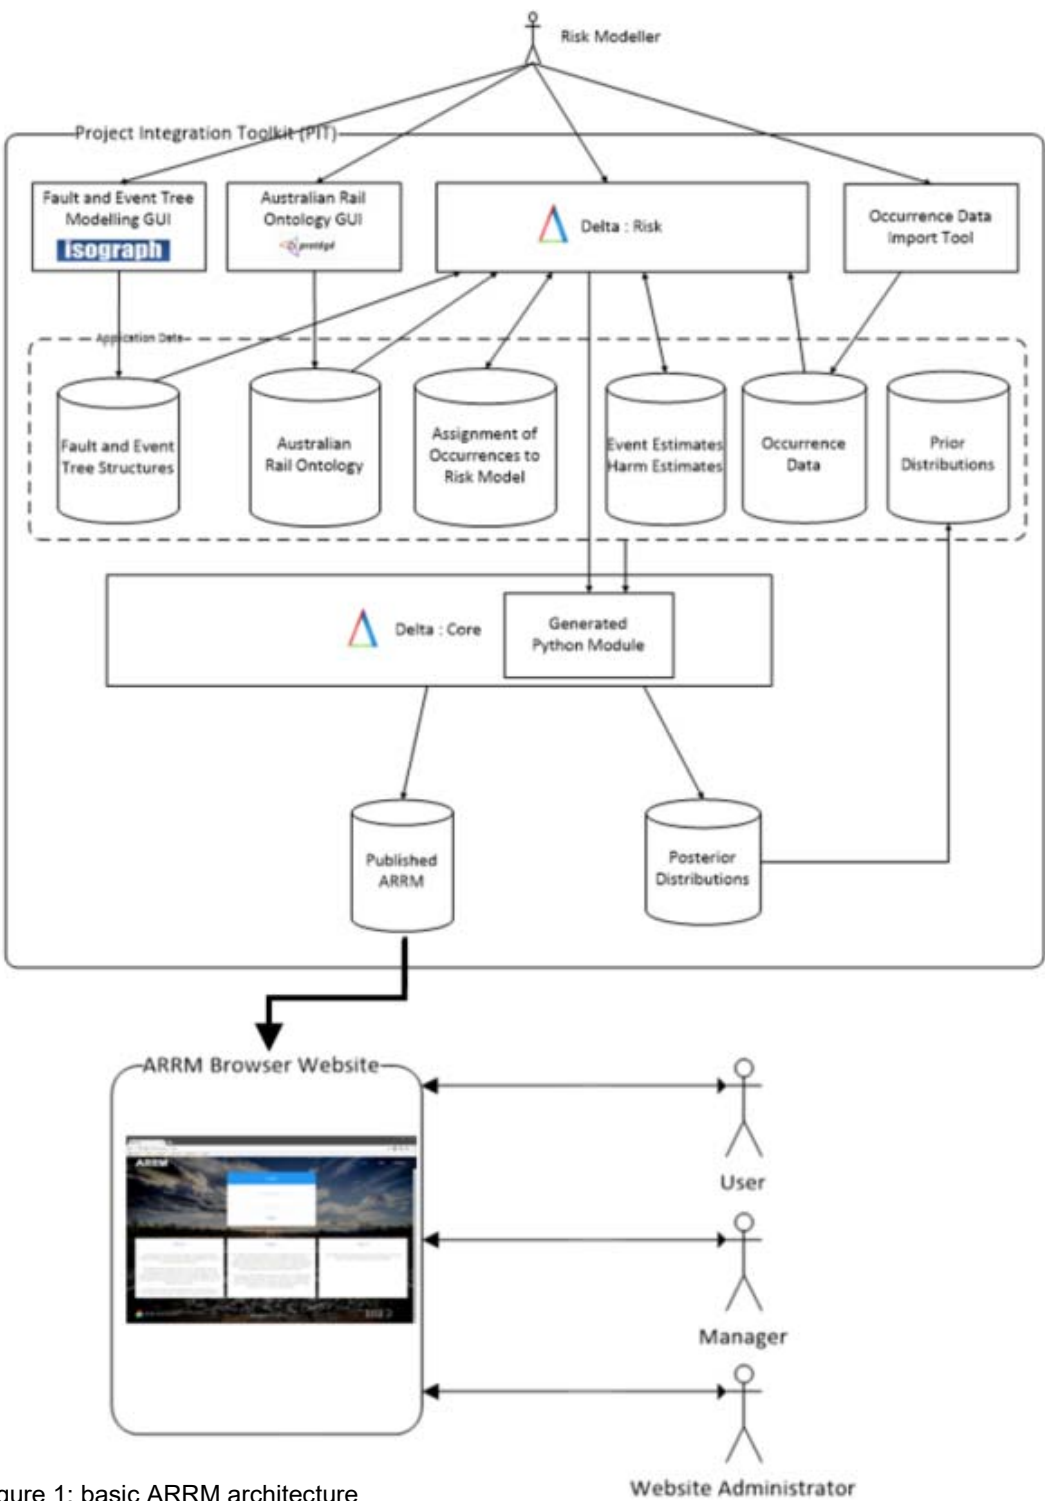 Risk Modeller
Project Integration Toolkit (PIT)
Fault and Event Tree
Modelling GUI
isograph
Australian Rail
Ontology GUI
protégé
Delta : Risk
Occurrence Data
Import Tool
Application Data
Fault and Event
Tree Structures
Australian
Rail Ontology
Assignment of
Occurrences to
Risk Model
Event Estimates
Harm Estimates
Occurrence
Data
Prior
Distributions
Delta : Core
Generated
Python Module
Published
ARRM
Posterior
Distributions
ARRM Browser Website
ARRM
User
Manager
Website Administrator
gure 1: basic ARRM architecture